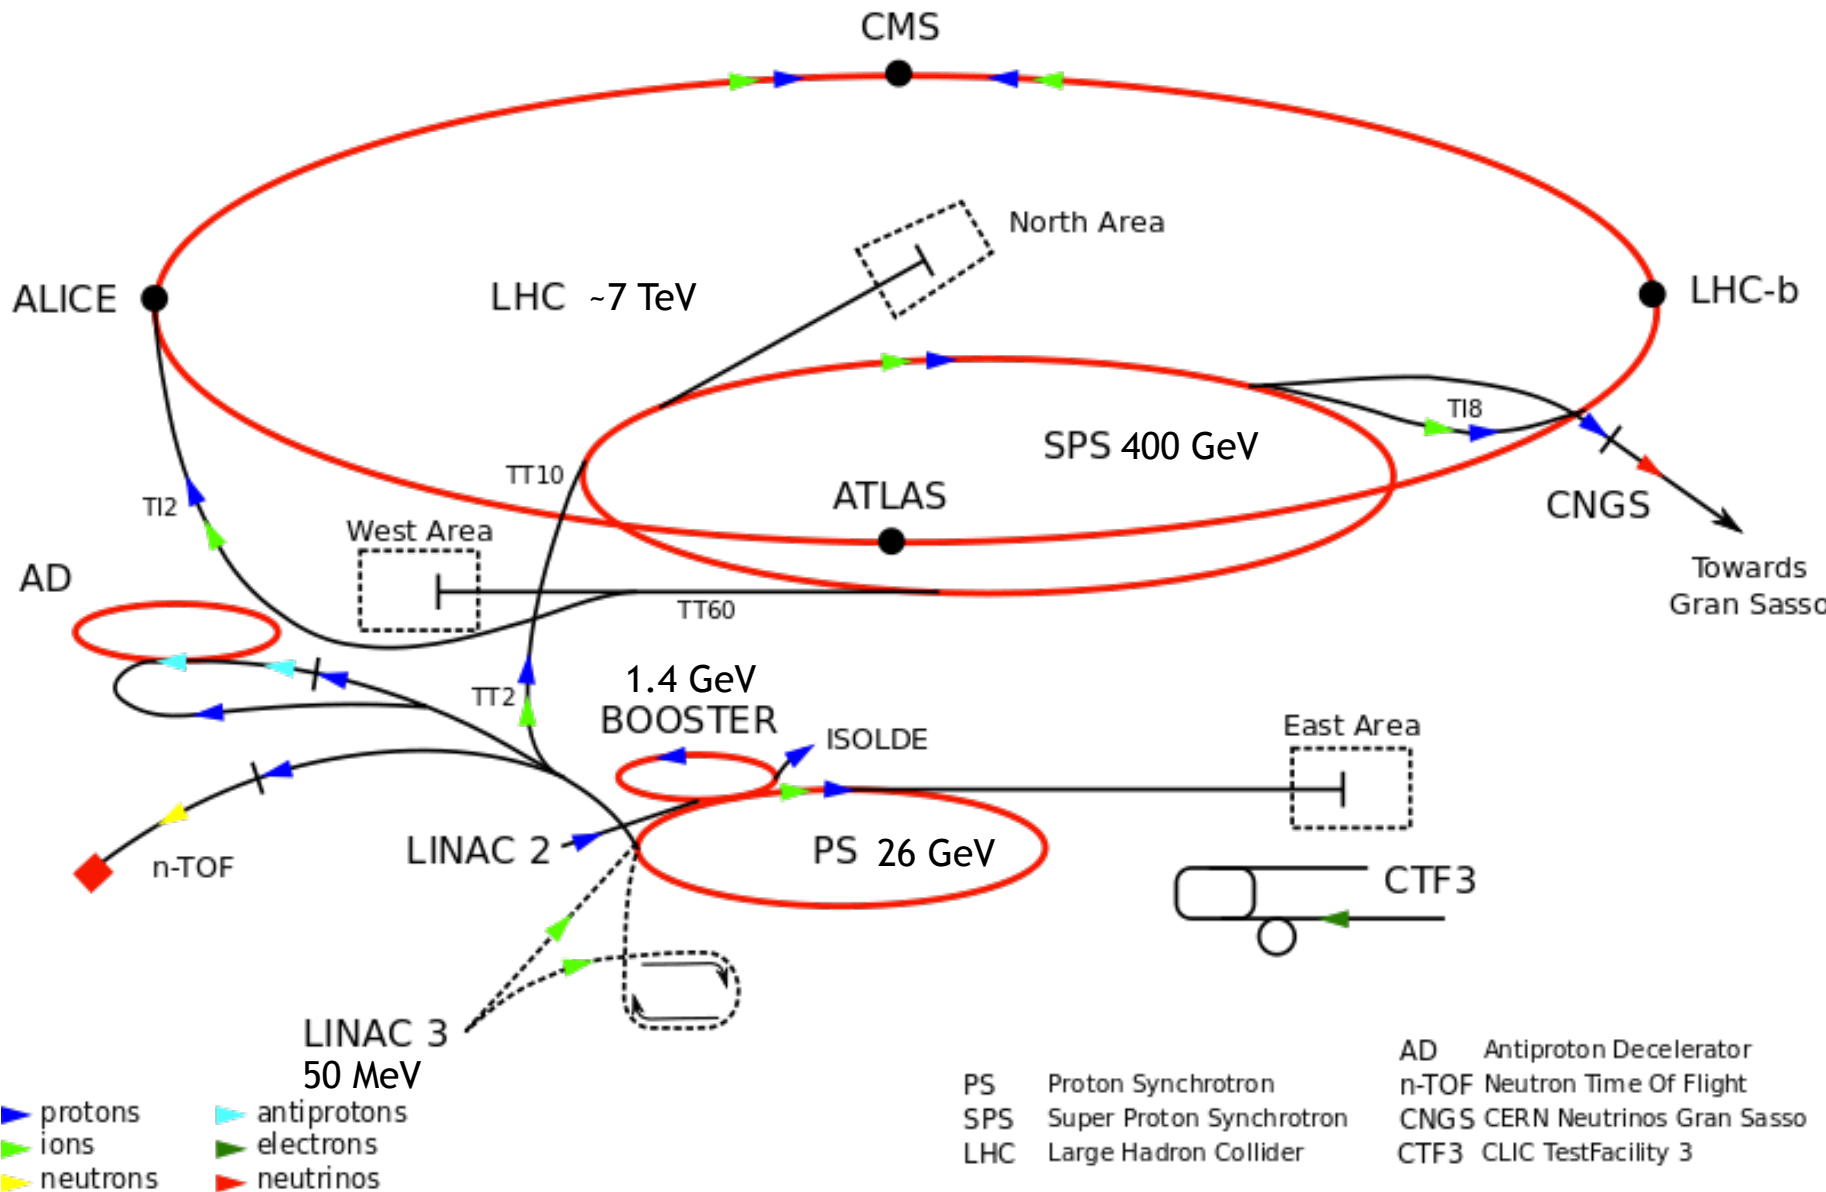 CMS
North Area
ALICE
LHC ~7 TeV
LHC-b
TI8
SPS 400 GeV
TT10
ATLAS
TI2
CNGS
West Area
AD
Towards
Gran Sasso
TT60
1.4 GeV
TT2
BOOSTER
ISOLDE
East Area
LINAC 2
PS 26 GeV
n-TOF
CTF3
LINAC 3
50 MeV
protons
ions
neutrons
antiprotons
electrons
neutrinos
PS Proton Synchrotron
SPS Super Proton Synchrotron
LHC Large Hadron Collider
AD Antiproton Decelerator
n-TOF Neutron Time Of Flight
CNGS CERN Neutrinos Gran Sasso
CTF3 CLIC TestFacility 3